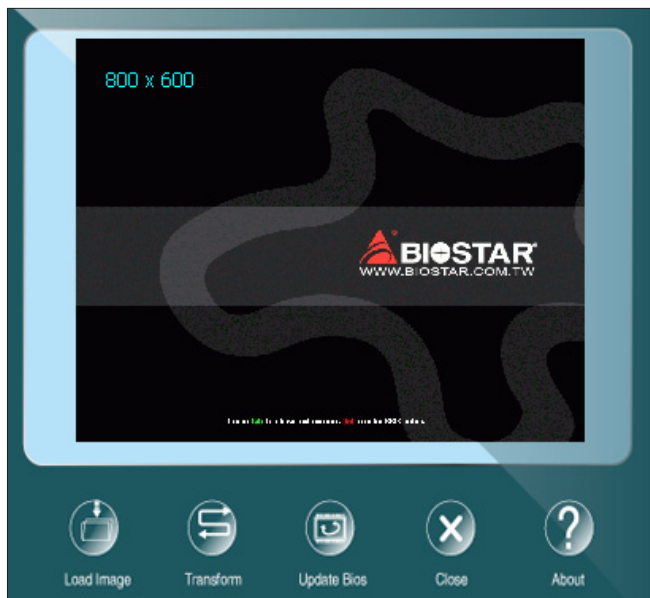 800 x 600
BIOSTAR
WWW.BIOSTAR.COM.TW
Load Image
Transform
Update Bios
Close
About